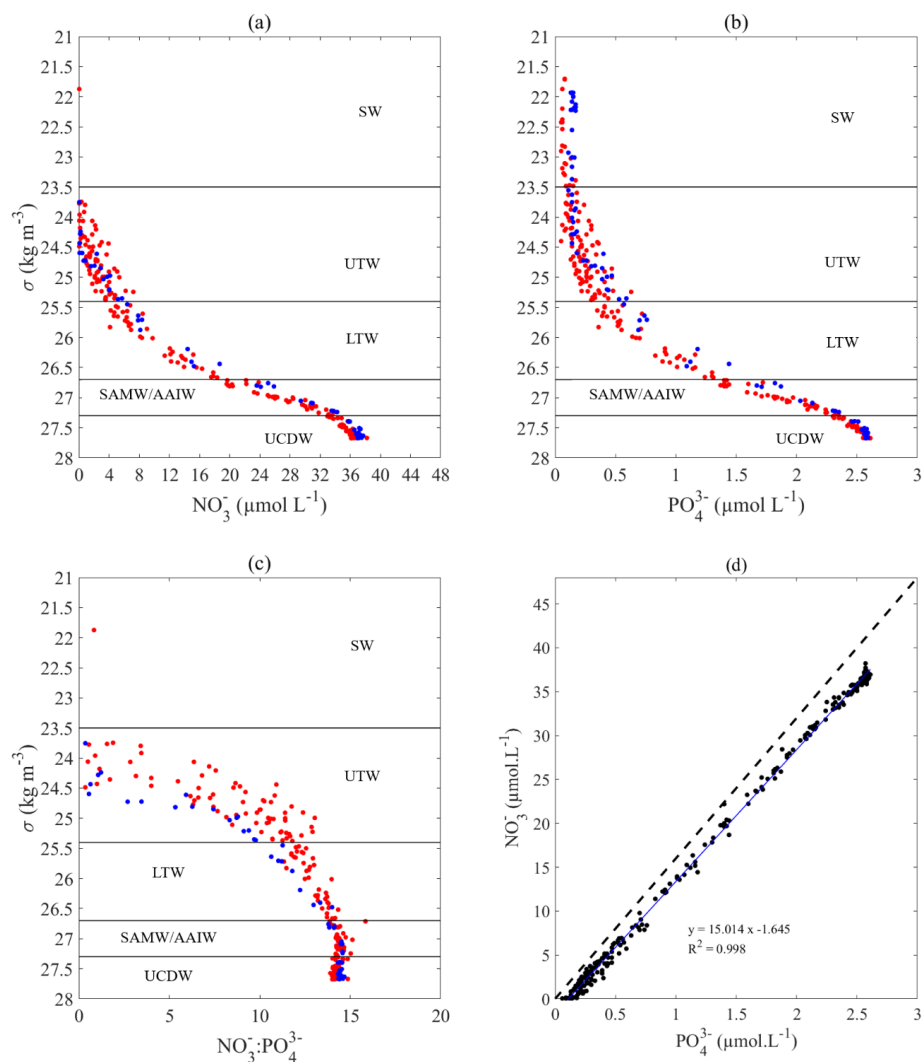 (a)
21
21.5
22
22.5
23
23.5
24
24.5
25
25.5
26
26.5
27
27.5
28
σ (kg m⁻³)
SW
UTW
LTW
SAMW/AAIW
UCDW
0 4 8 12 16 20 24 28 32 36 40 44 48
NO₃⁻ (µmol L⁻¹)
(b)
21
21.5
22
22.5
23
23.5
24
24.5
25
25.5
26
26.5
27
27.5
28
SW
UTW
LTW
SAMW/AAIW
UCDW
0 0.5 1 1.5 2 2.5 3
PO₄³⁻ (µmol L⁻¹)
(c)
21
21.5
22
22.5
23
23.5
24
24.5
25
25.5
26
26.5
27
27.5
28
σ (kg m⁻³)
SW
UTW
LTW
SAMW/AAIW
UCDW
0 5 10 15 20
NO₃⁻:PO₄³⁻
(d)
45
40
35
30
25
20
15
10
5
0
NO₃⁻ (µmol.L⁻¹)
y = 15.014 x -1.645
R² = 0.998
0 0.5 1 1.5 2 2.5 3
PO₄³⁻ (µmol.L⁻¹)